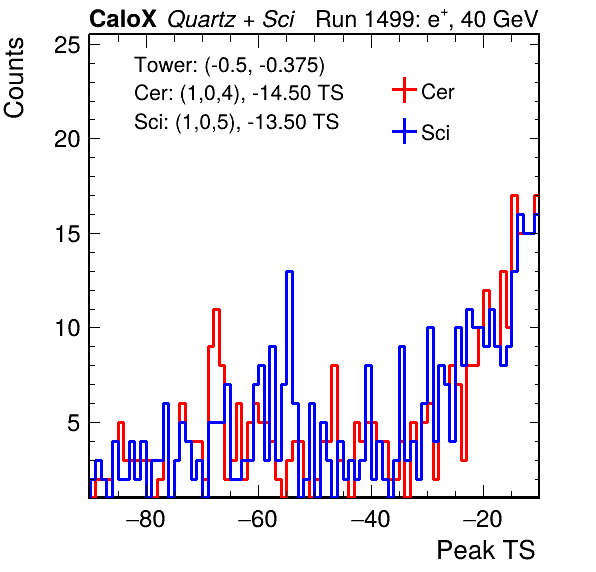 CaloX Quartz + Sci Run 1499: e⁺, 40 GeV
Counts
Tower: (-0.5, -0.375)
Cer: (1,0,4), -14.50 TS
Sci: (1,0,5), -13.50 TS
Cer
Sci
25
20
15
10
5
−80 −60 −40 −20
Peak TS